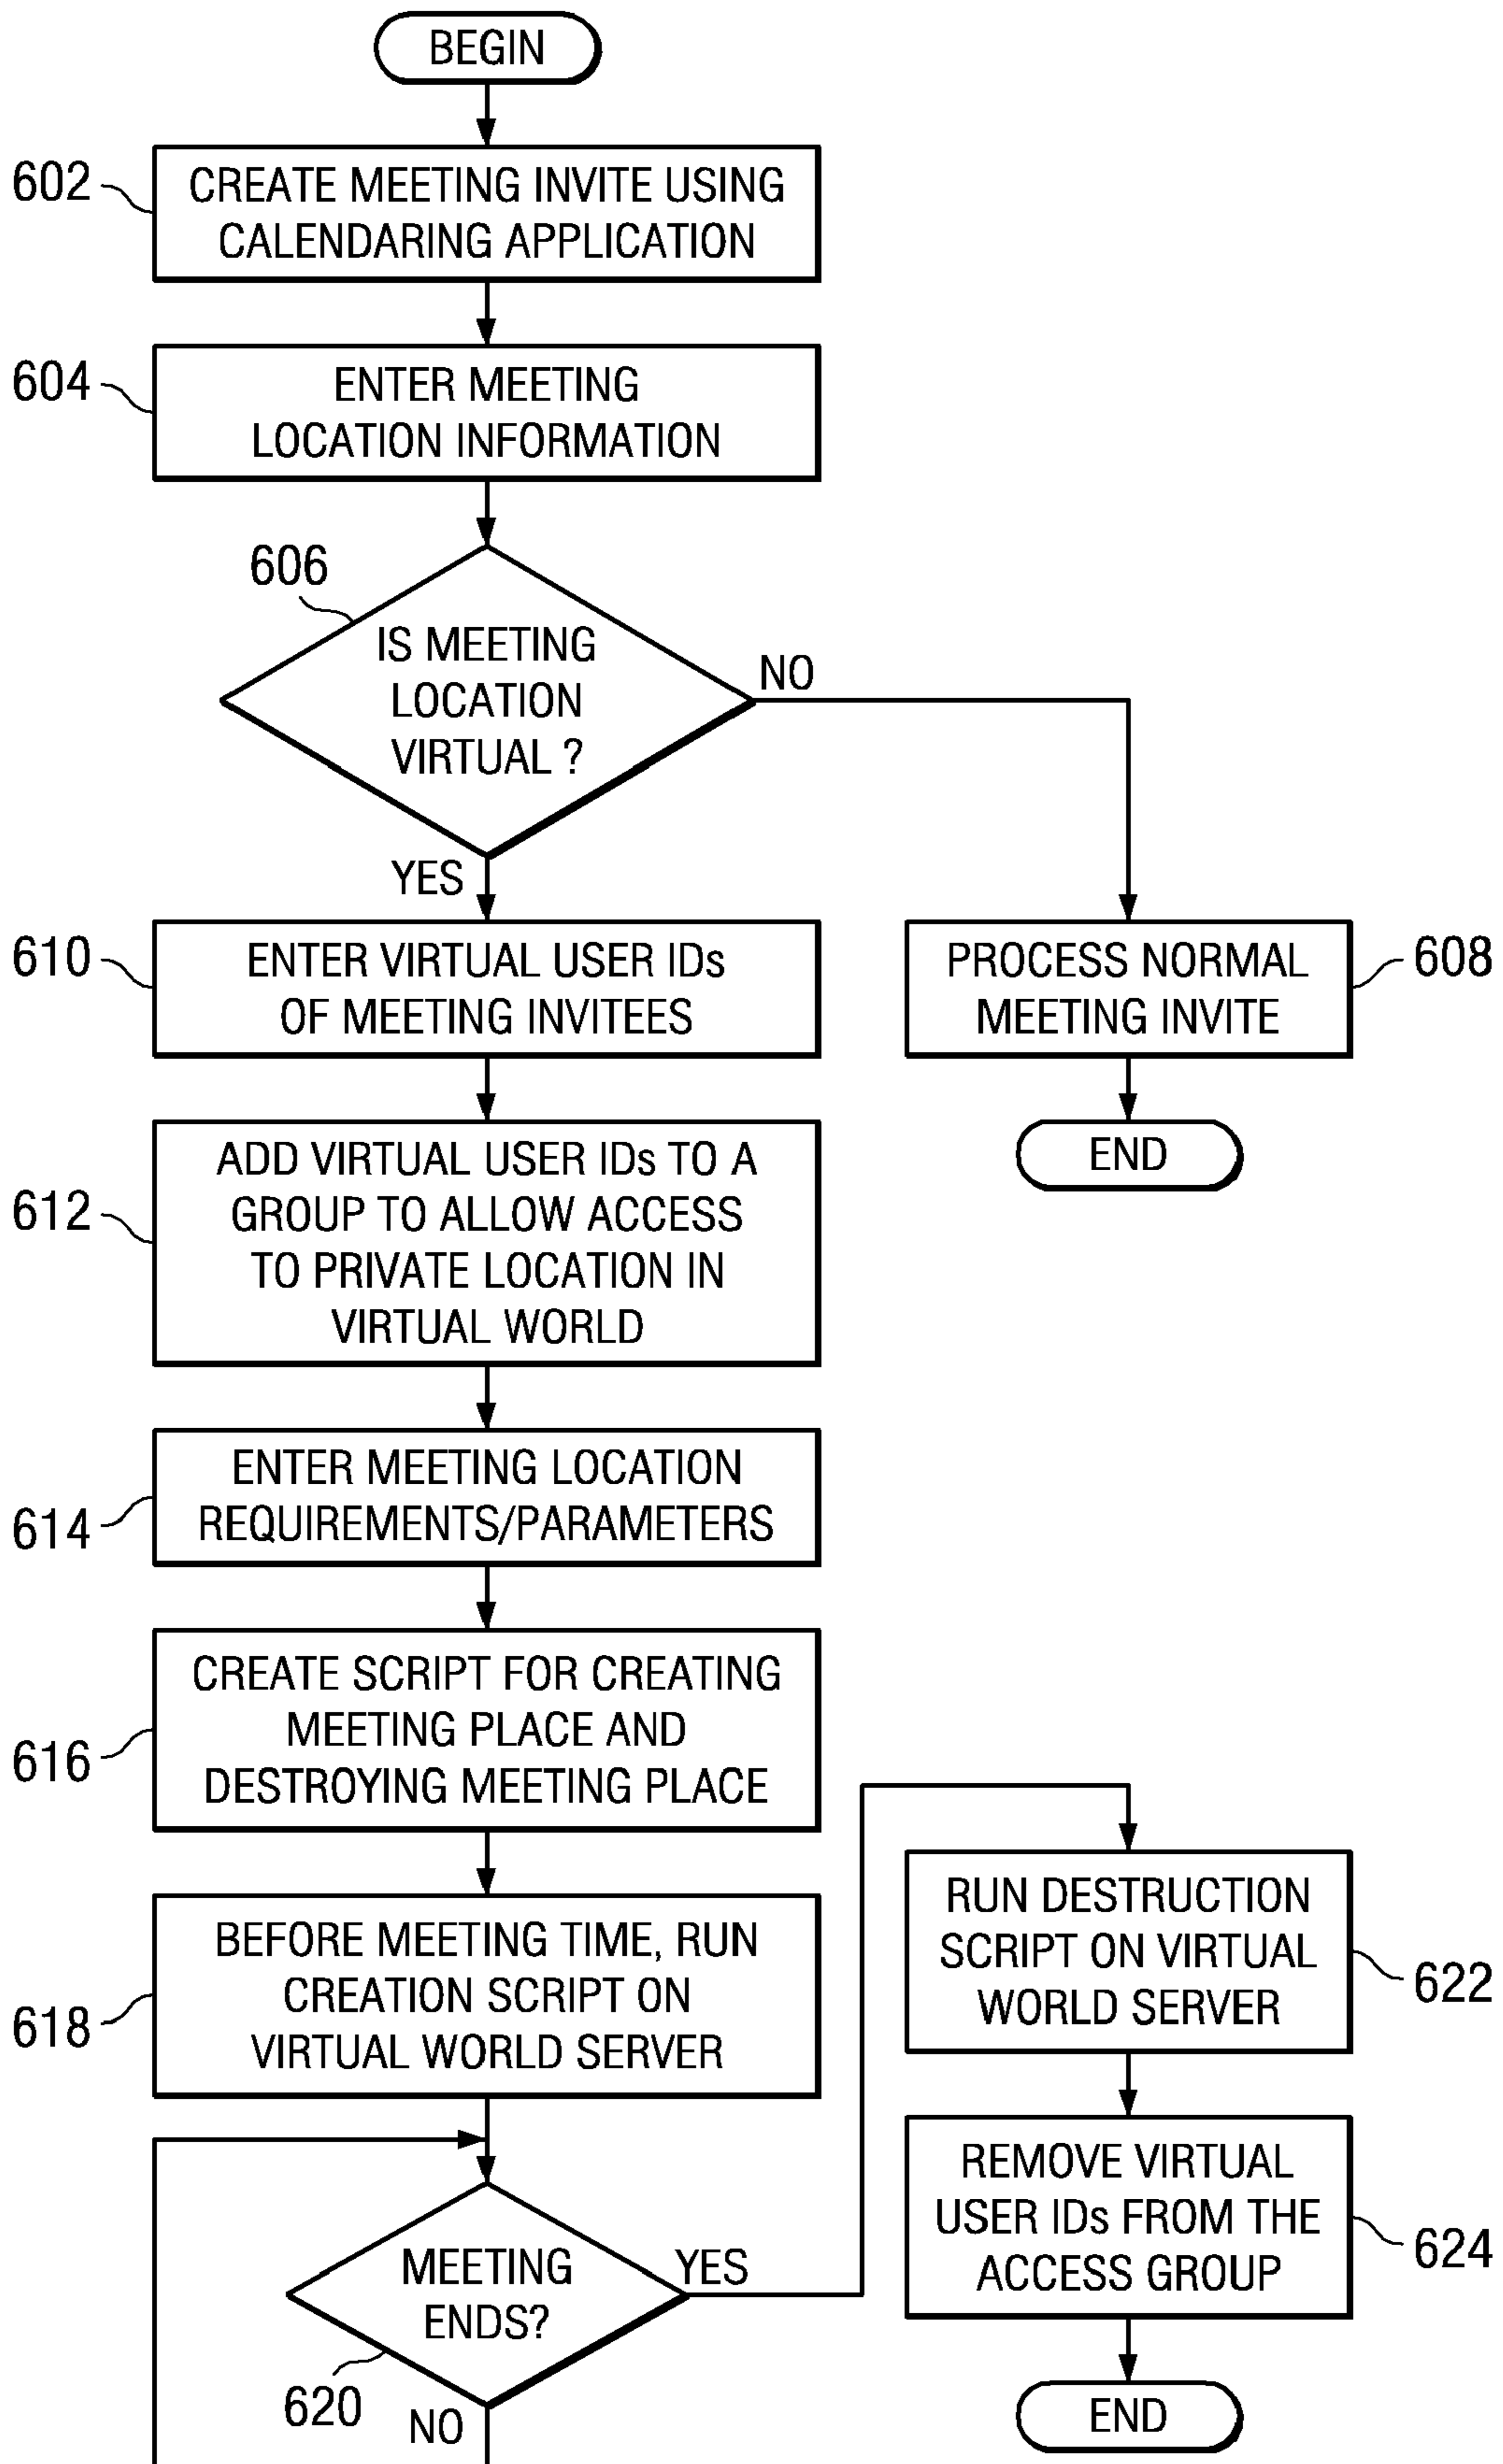 BEGIN
602
CREATE MEETING INVITE USING
CALENDARING APPLICATION
604
ENTER MEETING
LOCATION INFORMATION
606
IS MEETING
LOCATION
VIRTUAL ?
NO
YES
610
ENTER VIRTUAL USER IDs
OF MEETING INVITEES
PROCESS NORMAL
MEETING INVITE
608
END
612
ADD VIRTUAL USER IDs TO A
GROUP TO ALLOW ACCESS
TO PRIVATE LOCATION IN
VIRTUAL WORLD
614
ENTER MEETING LOCATION
REQUIREMENTS/PARAMETERS
616
CREATE SCRIPT FOR CREATING
MEETING PLACE AND
DESTROYING MEETING PLACE
618
BEFORE MEETING TIME, RUN
CREATION SCRIPT ON
VIRTUAL WORLD SERVER
620
MEETING
ENDS?
YES
NO
RUN DESTRUCTION
SCRIPT ON VIRTUAL
WORLD SERVER
622
REMOVE VIRTUAL
USER IDs FROM THE
ACCESS GROUP
624
END